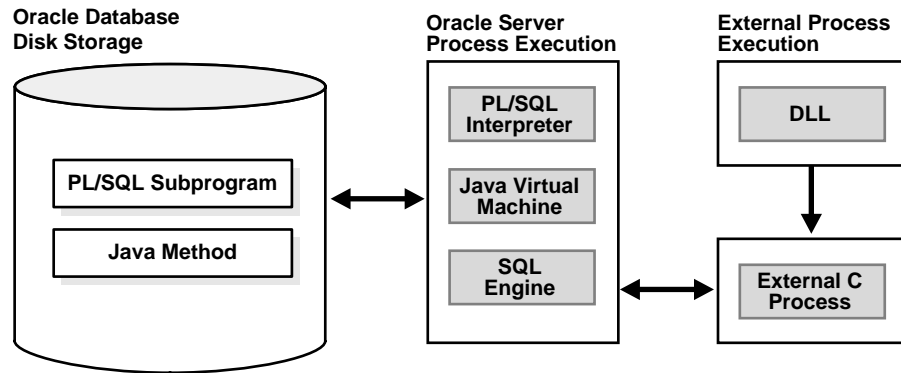 Oracle Database
Disk Storage
PL/SQL Subprogram
Java Method
Oracle Server
Process Execution
PL/SQL
Interpreter
Java Virtual
Machine
SQL
Engine
External Process
Execution
DLL
External C
Process